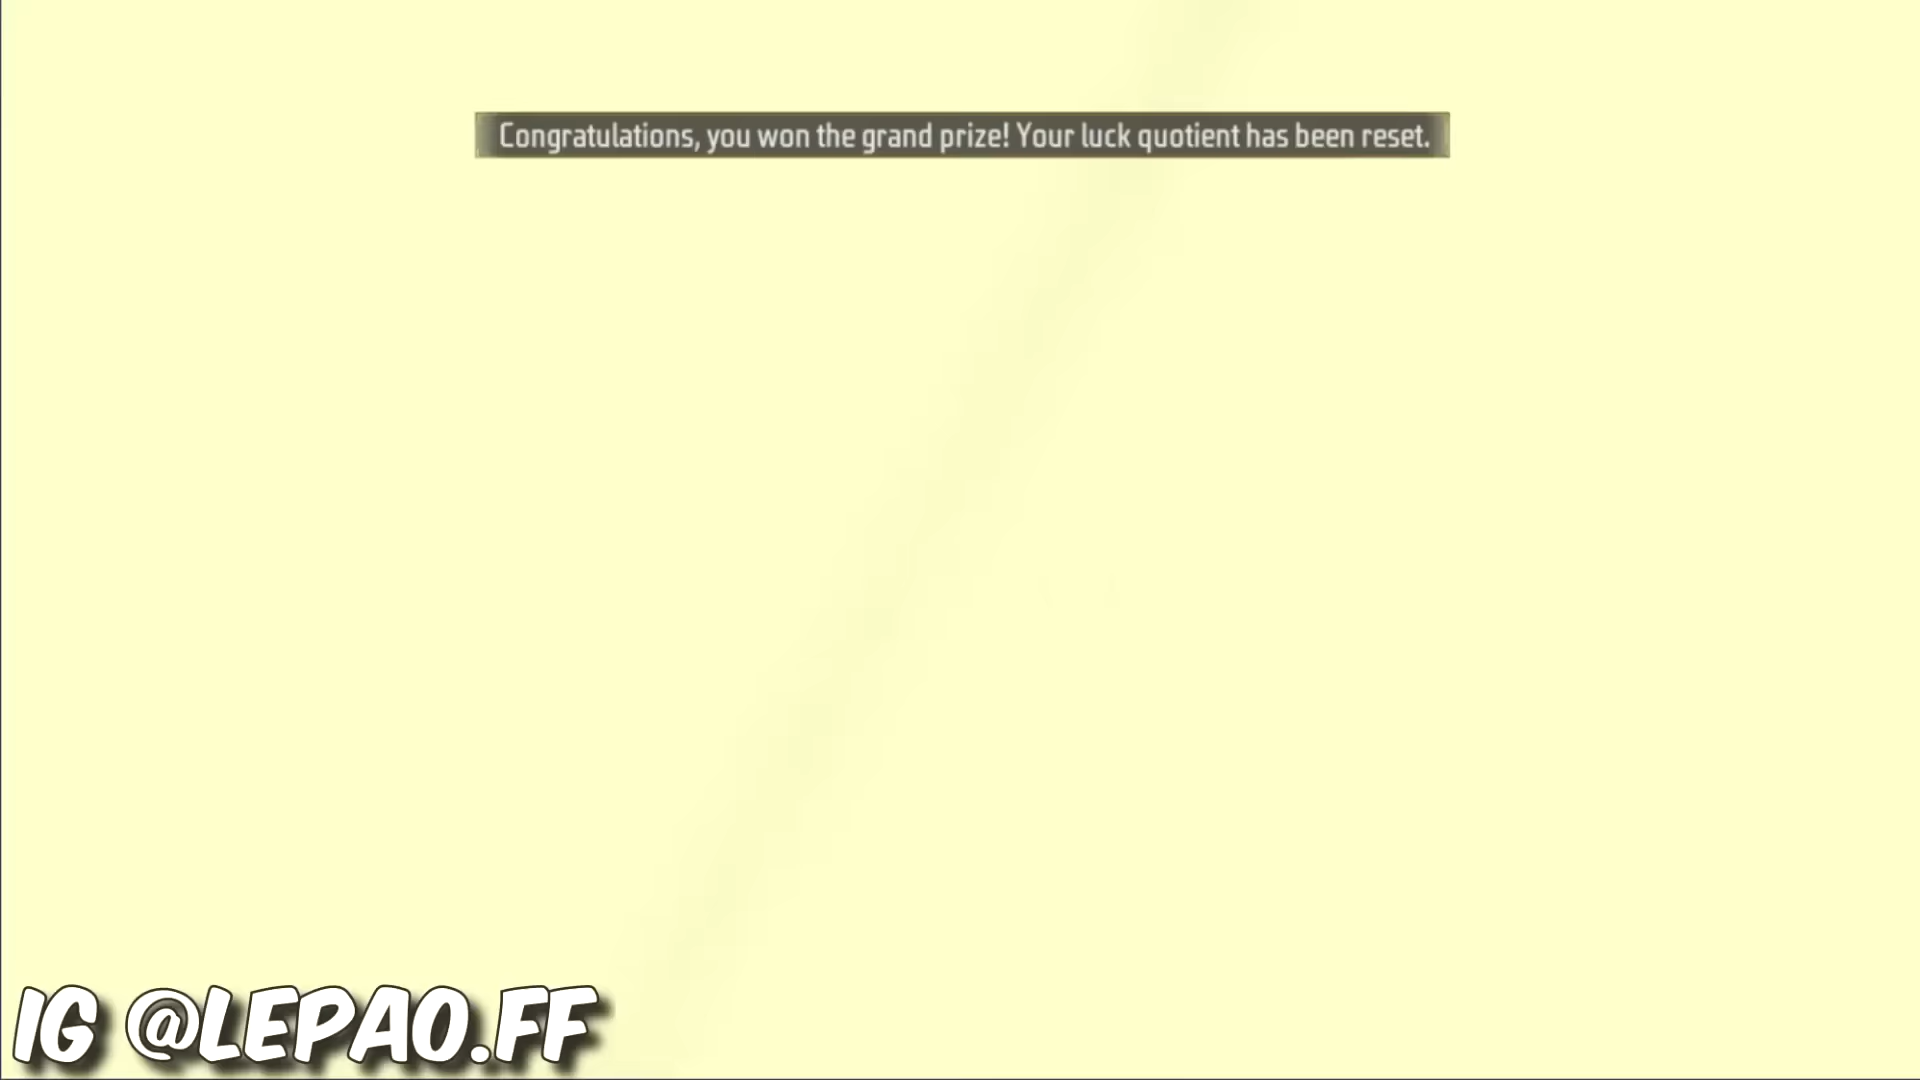 Congratulations, you won the grand prize! Your luck quotient has been reset.
IG @LEPAO.FF